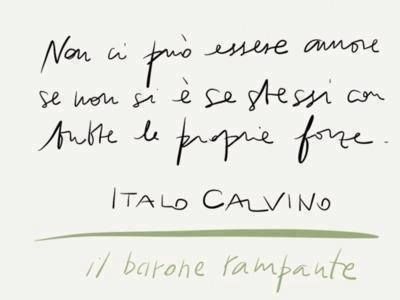 Non ci può essere amore
se non si è se stessi con
tutte le proprie forze.
ITALO CALVINO
il barone rampante